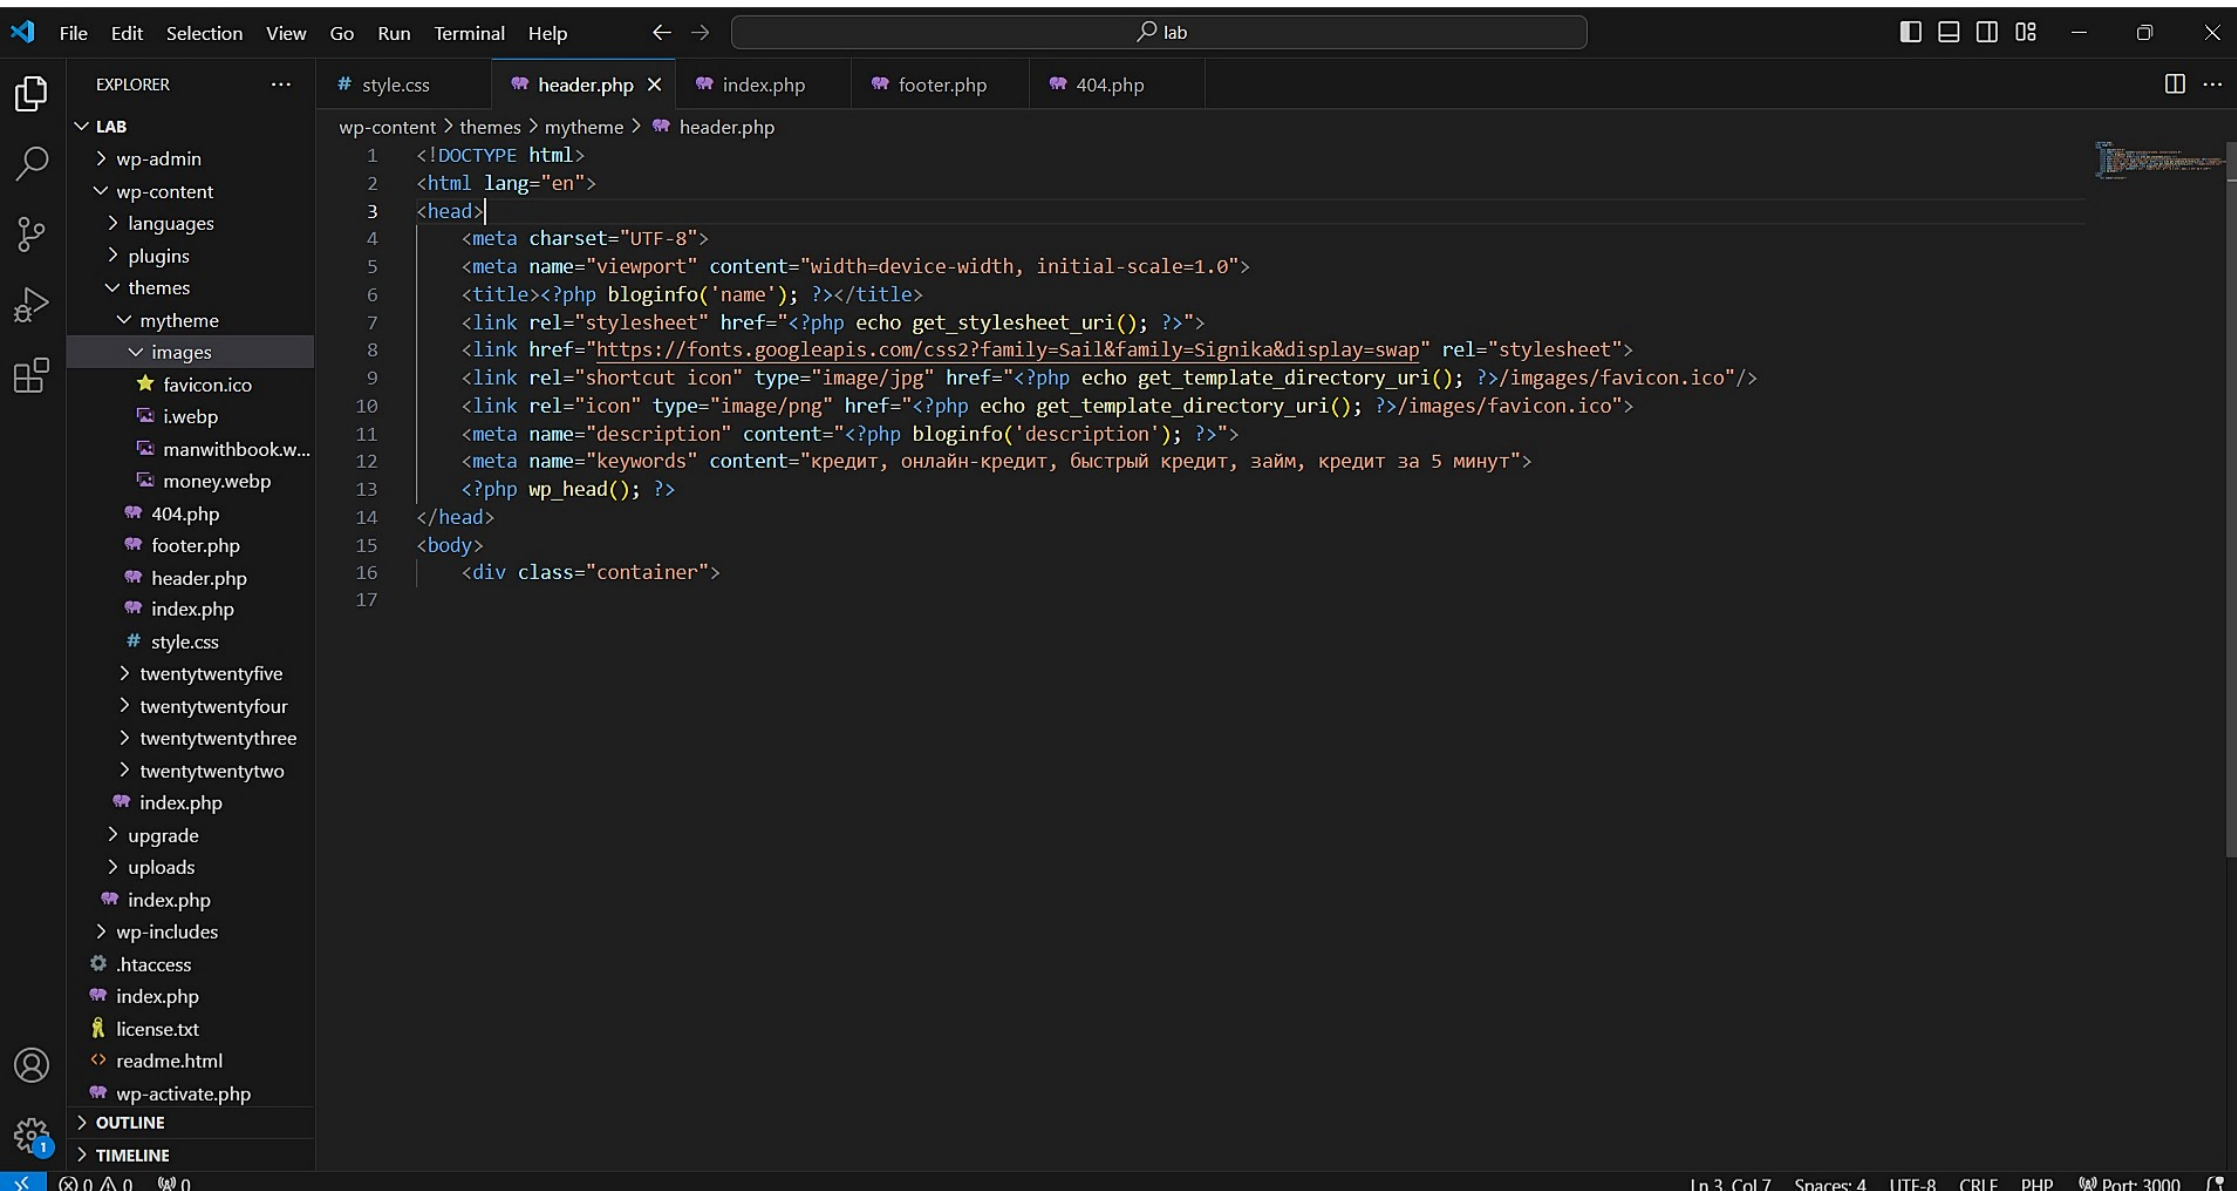 File Edit Selection View Go Run Terminal Help lab
EXPLORER
LAB
wp-admin
wp-content
languages
plugins
themes
mytheme
images
favicon.ico
i.webp
manwithbook.w...
money.webp
404.php
footer.php
header.php
index.php
# style.css
twentytwentyfive
twentytwentyfour
twentytwentythree
twentytwentytwo
index.php
upgrade
uploads
index.php
wp-includes
.htaccess
index.php
license.txt
readme.html
wp-activate.php
OUTLINE
TIMELINE
1
# style.css header.php index.php footer.php 404.php
wp-content > themes > mytheme > header.php
1 <!DOCTYPE html>
2 <html lang="en">
3 <head>
4 <meta charset="UTF-8">
5 <meta name="viewport" content="width=device-width, initial-scale=1.0">
6 <title><?php bloginfo('name'); ?></title>
7 <link rel="stylesheet" href="<?php echo get_stylesheet_uri(); ?>">
8 <link href="https://fonts.googleapis.com/css2?family=Sail&family=Signika&display=swap" rel="stylesheet">
9 <link rel="shortcut icon" type="image/jpg" href="<?php echo get_template_directory_uri(); ?>/imgages/favicon.ico"/>
10 <link rel="icon" type="image/png" href="<?php echo get_template_directory_uri(); ?>/images/favicon.ico">
11 <meta name="description" content="<?php bloginfo('description'); ?>">
12 <meta name="keywords" content="кредит, онлайн-кредит, быстрый кредит, займ, кредит за 5 минут">
13 <?php wp_head(); ?>
14 </head>
15 <body>
16 <div class="container">
17
0 0 0 Ln 3, Col 7 Spaces: 4 UTF-8 CRLF PHP Port: 3000